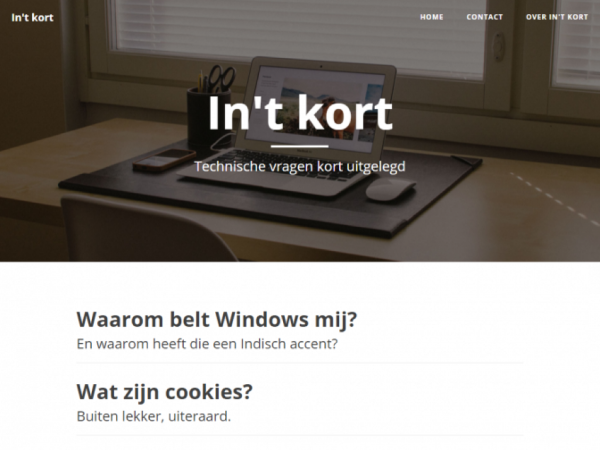 In't kort
HOME CONTACT OVER IN'T KORT
In't kort
Technische vragen kort uitgelegd
Waarom belt Windows mij?
En waarom heeft die een Indisch accent?
Wat zijn cookies?
Buiten lekker, uiteraard.